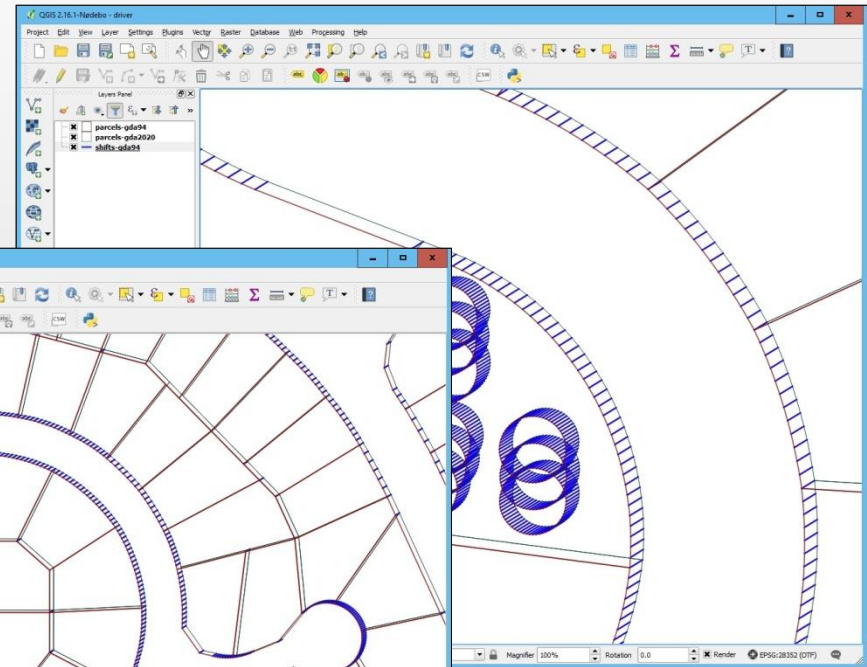 QGIS 2.16.1-Nødebo - driver
Project Edit View Layer Settings Plugins Vector Raster Database Web Processing Help
Layers Panel
parcels-gda94
parcels-gda2020
shifts-gda94
Magnifier 100% Rotation 0.0 Render EPSG:28352 (OTF)